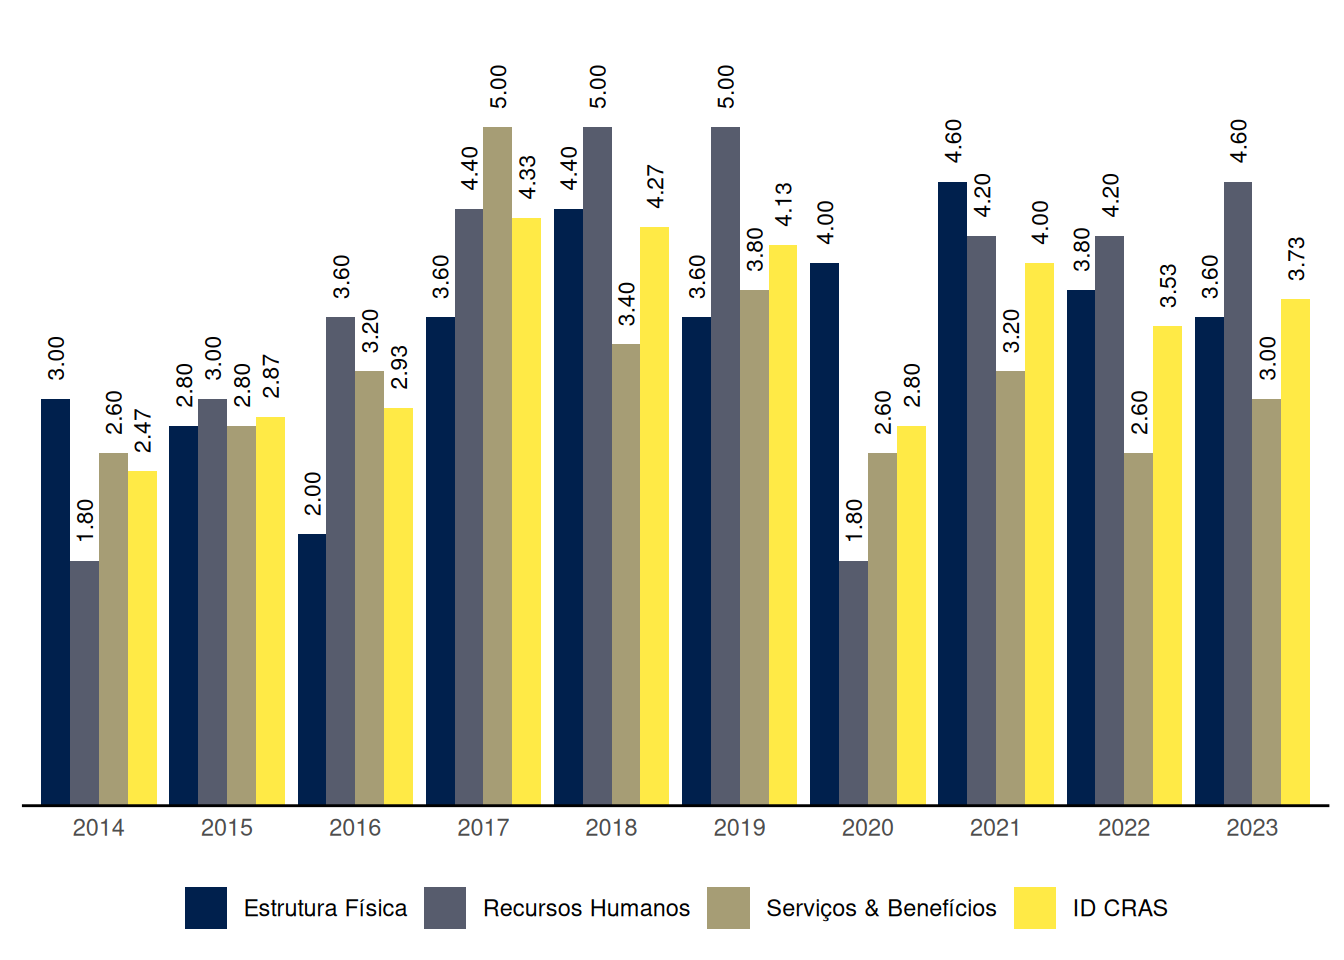 3.00 1.80 2.60 2.47
2.80 3.00 2.80 2.87
2.00 3.60 3.20 2.93
3.60 4.40 5.00 4.33
4.40 5.00 3.40 4.27
3.60 5.00 3.80 4.13
4.00 1.80 2.60 2.80
4.60 4.20 3.20 4.00
3.80 4.20 2.60 3.53
3.60 4.60 3.00 3.73
2014 2015 2016 2017 2018 2019 2020 2021 2022 2023
Estrutura Física Recursos Humanos Serviços & Benefícios ID CRAS